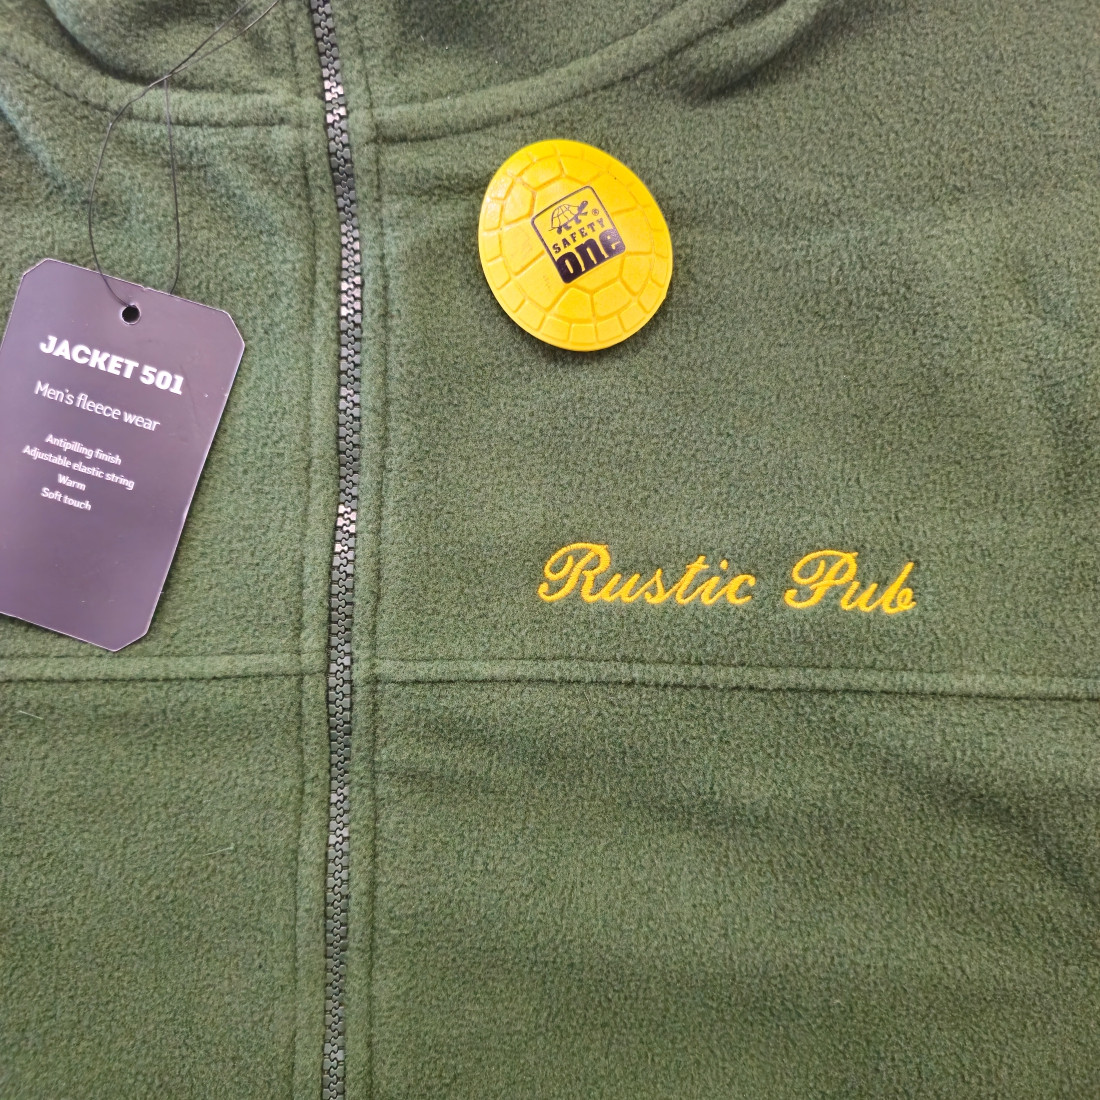 JACKET 501
Men's fleece wear
Antipilling finish
Adjustable elastic string
Warm
Soft touch
®
SAFETY
one
Rustic Pub